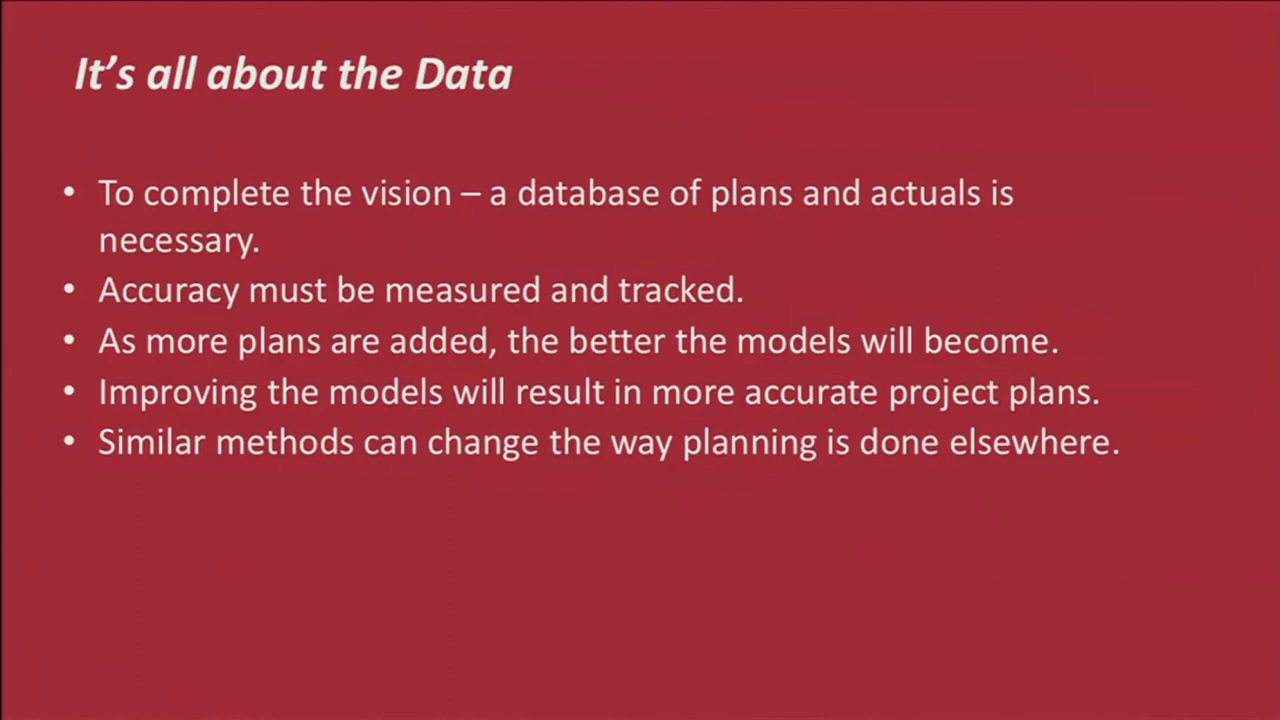 It's all about the Data
• To complete the vision – a database of plans and actuals is
necessary.
• Accuracy must be measured and tracked.
• As more plans are added, the better the models will become.
• Improving the models will result in more accurate project plans.
• Similar methods can change the way planning is done elsewhere.